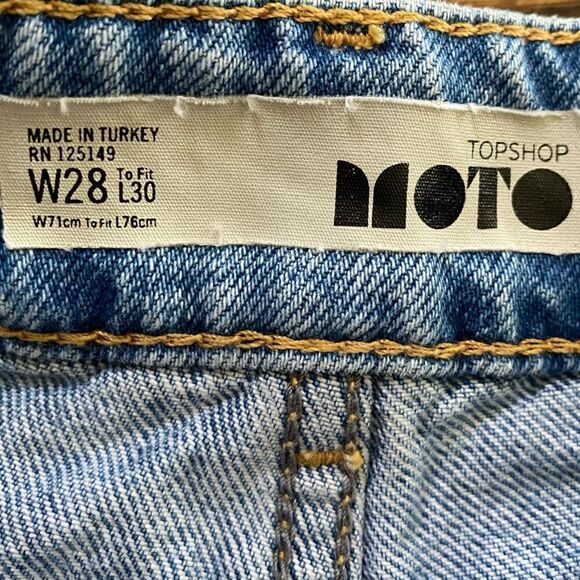 MADE IN TURKEY
RN 125149
W28 To Fit L30
W71cm To Fit L76cm
TOPSHOP
MOTO